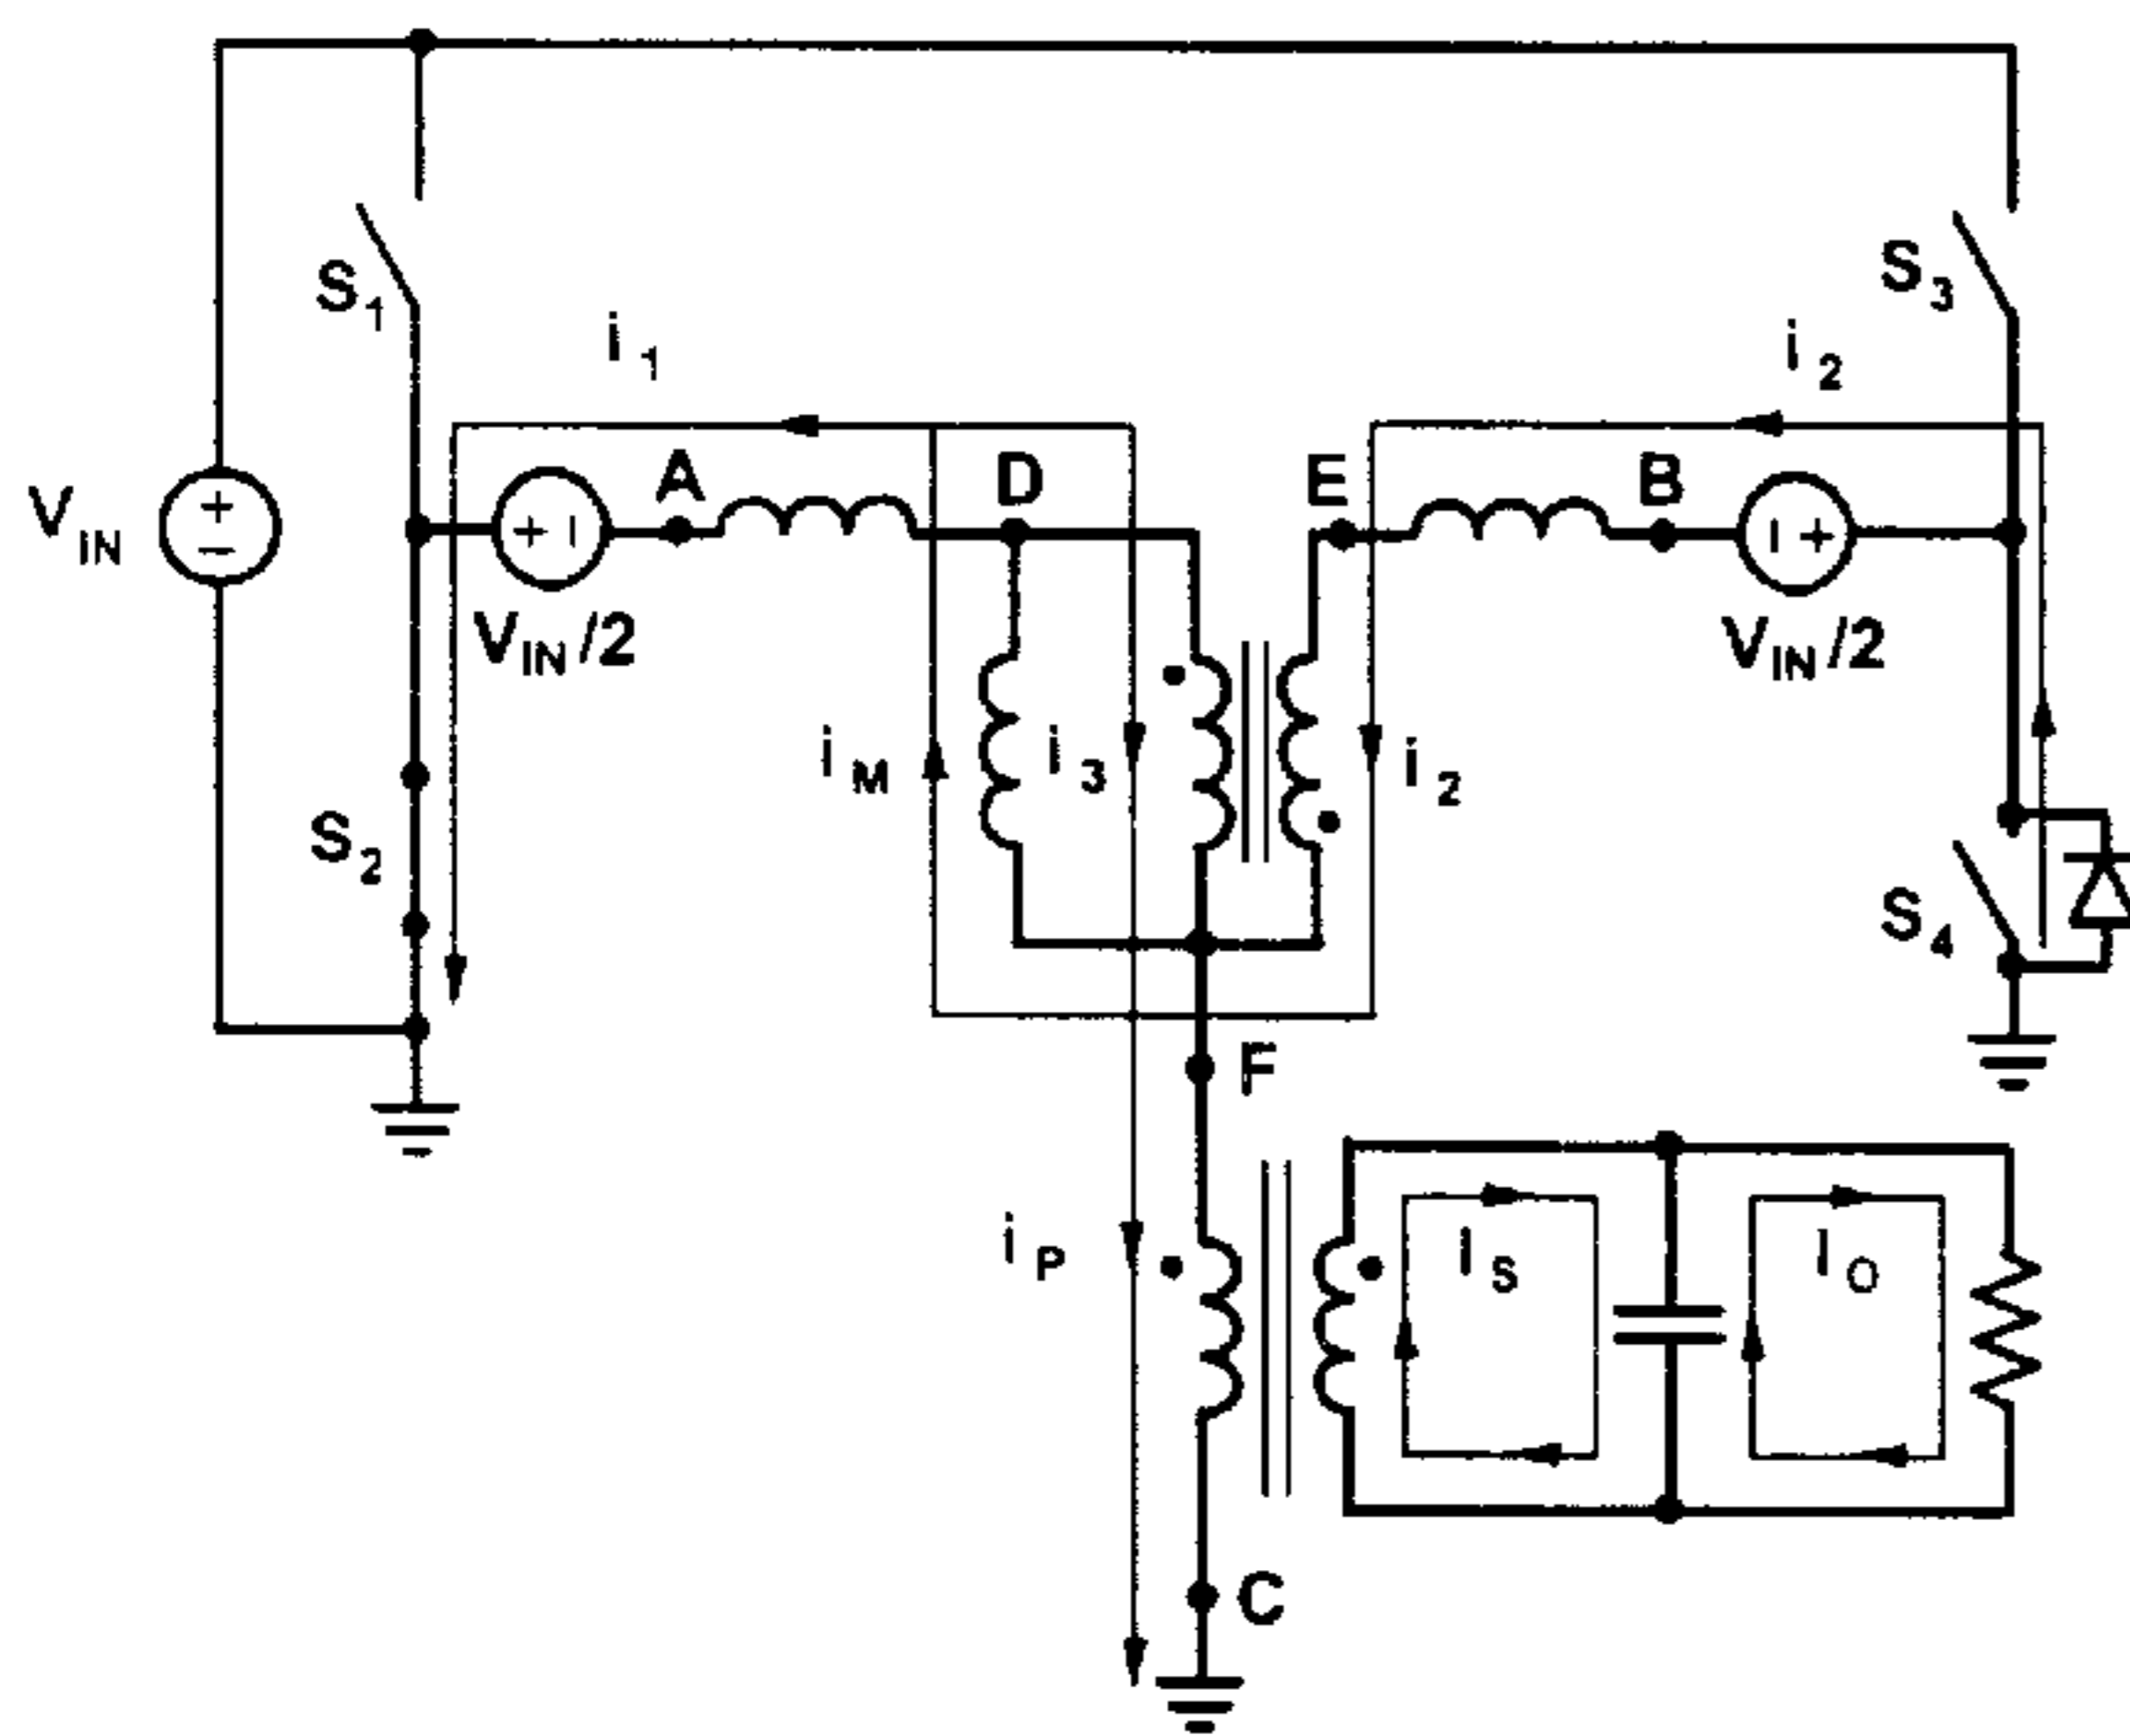 S1
S3
i1
i2
VIN
+
−
A
D
E
B
+ −
− +
VIN/2
VIN/2
iM
i3
i2
S2
S4
F
iP
IS
IO
C